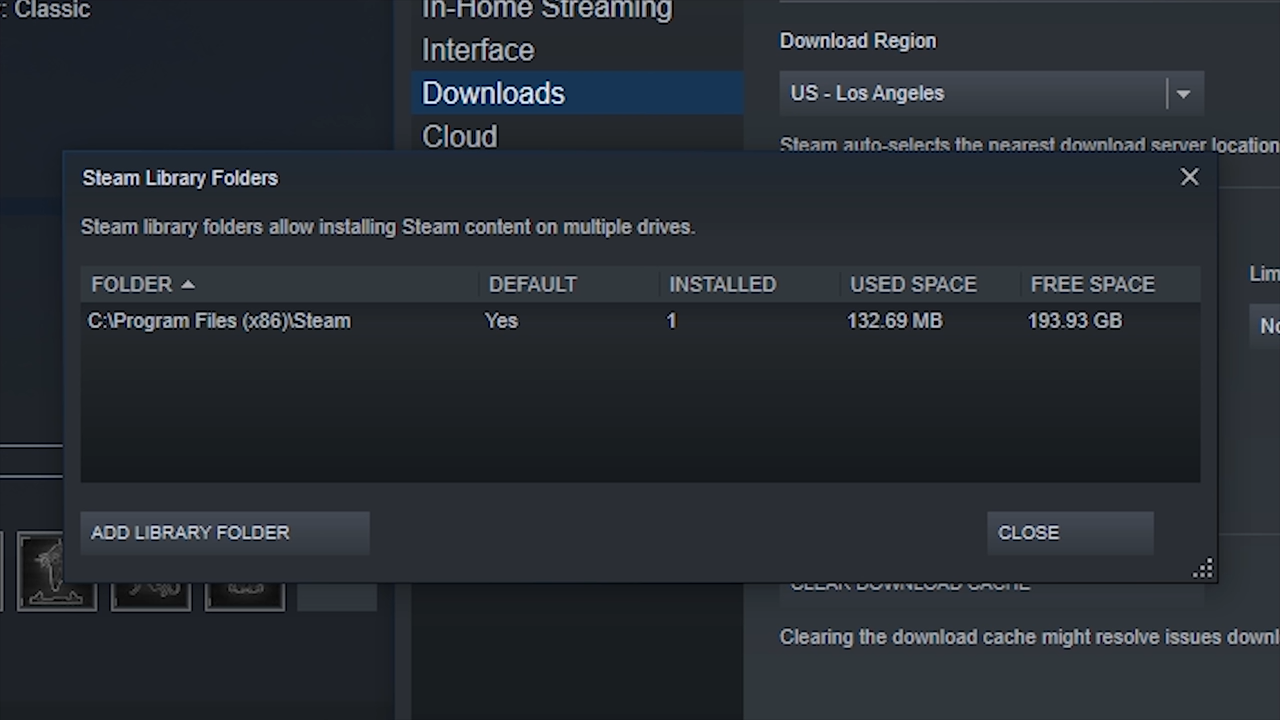 : Classic
In-Home Streaming
Interface
Downloads
Cloud
Download Region
US - Los Angeles
Steam auto-selects the nearest download server location
Steam Library Folders
Steam library folders allow installing Steam content on multiple drives.
FOLDER DEFAULT INSTALLED USED SPACE FREE SPACE
C:\Program Files (x86)\Steam Yes 1 132.69 MB 193.93 GB
Lim
No
ADD LIBRARY FOLDER
CLOSE
CLEAR DOWNLOAD CACHE
Clearing the download cache might resolve issues downl